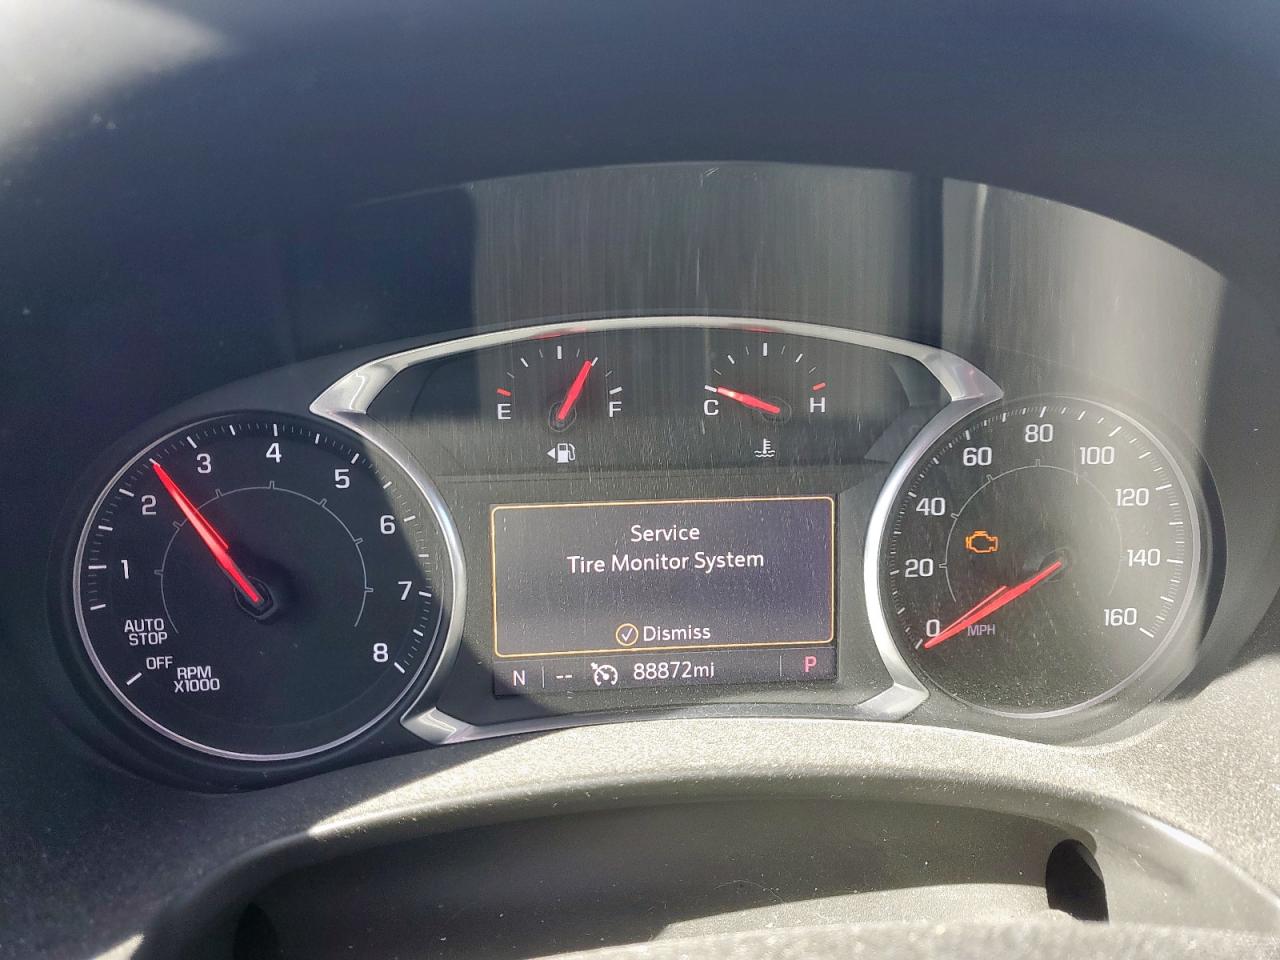 E F
C H
1
2
3
4
5
6
7
8
AUTO
STOP
OFF
RPM
X1000
Service
Tire Monitor System
Dismiss
N -- 88872mi P
0
20
40
60
80
100
120
140
160
MPH